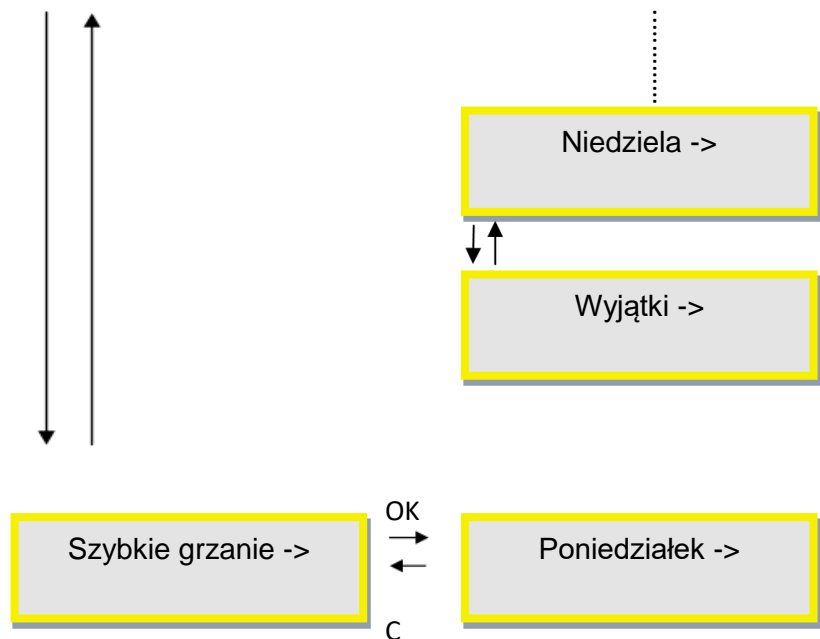 Niedziela ->
Wyjątki ->
OK
Szybkie grzanie ->
Poniedziałek ->
C